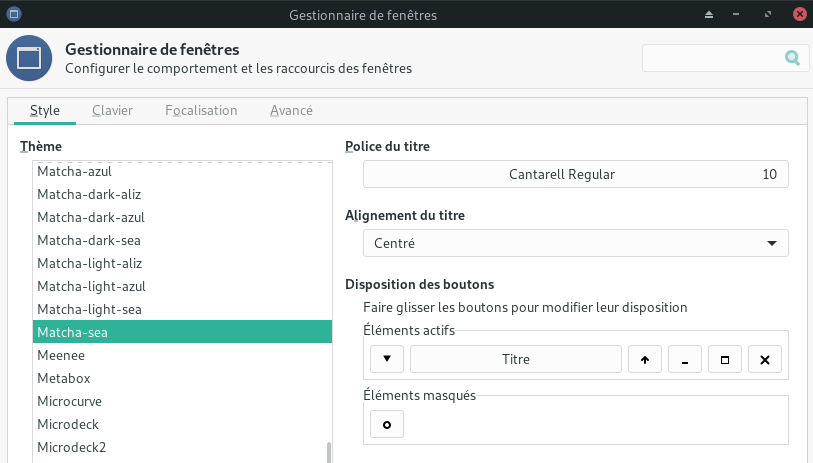 Gestionnaire de fenêtres
Gestionnaire de fenêtres
Configurer le comportement et les raccourcis des fenêtres
Style Clavier Focalisation Avancé
Thème
Matcha-azul
Matcha-dark-aliz
Matcha-dark-azul
Matcha-dark-sea
Matcha-light-aliz
Matcha-light-azul
Matcha-light-sea
Matcha-sea
Meenee
Metabox
Microcurve
Microdeck
Microdeck2
Police du titre
Cantarell Regular 10
Alignement du titre
Centré
Disposition des boutons
Faire glisser les boutons pour modifier leur disposition
Éléments actifs
Titre
Éléments masqués